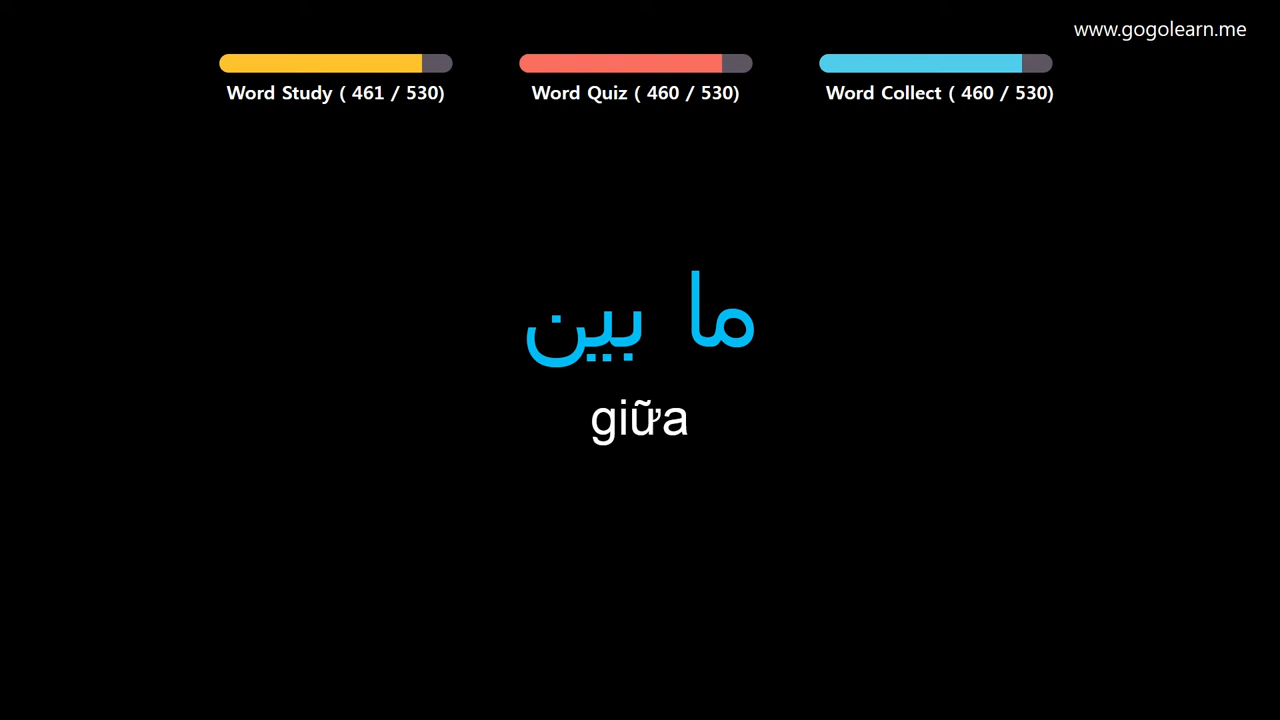 www.gogolearn.me
Word Study ( 461 / 530)
Word Quiz ( 460 / 530)
Word Collect ( 460 / 530)
ما بين
giữa